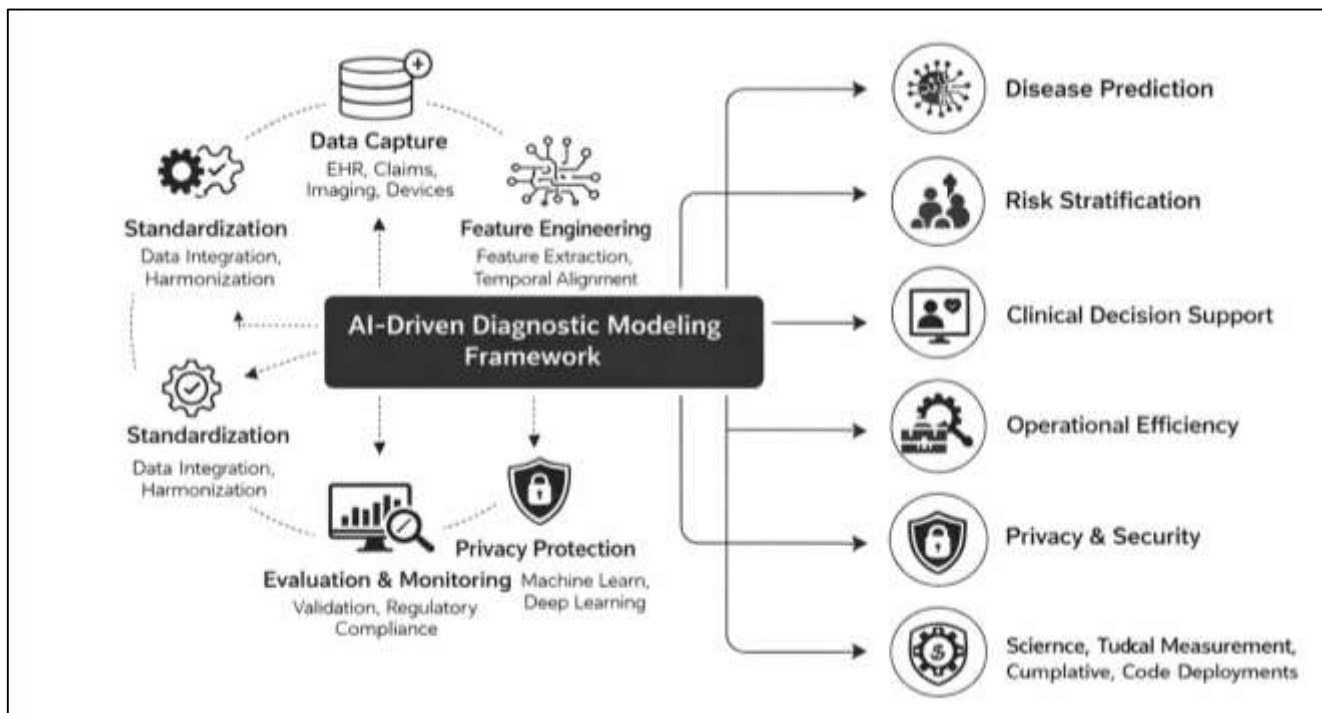 Data Capture
EHR, Claims,
Imaging, Devices
Standardization
Data Integration,
Harmonization
Feature Engineering
Feature Extraction,
Temporal Alignment
AI-Driven Diagnostic Modeling
Framework
Standardization
Data Integration,
Harmonization
Evaluation & Monitoring
Validation, Regulatory
Compliance
Privacy Protection
Machine Learn,
Deep Learning
Disease Prediction
Risk Stratification
Clinical Decision Support
Operational Efficiency
Privacy & Security
$
Sciernce, Tudcal Measurement,
Cumplative, Code Deployments